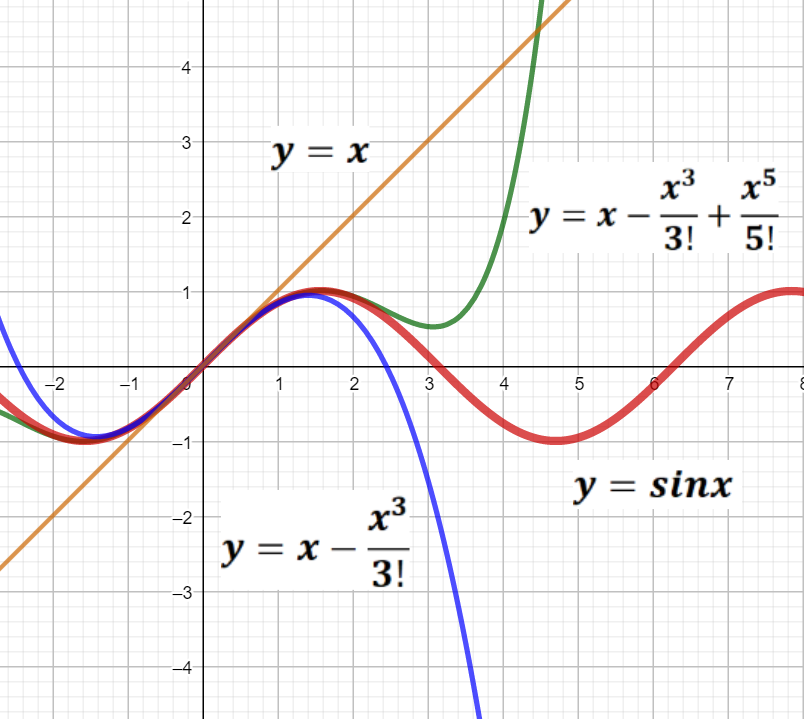 4
3
y = x
y = x − x³/3! + x⁵/5!
2
1
–2 –1 0 1 2 3 4 5 6 7 8
–1
y = sinx
–2
y = x − x³/3!
–3
–4